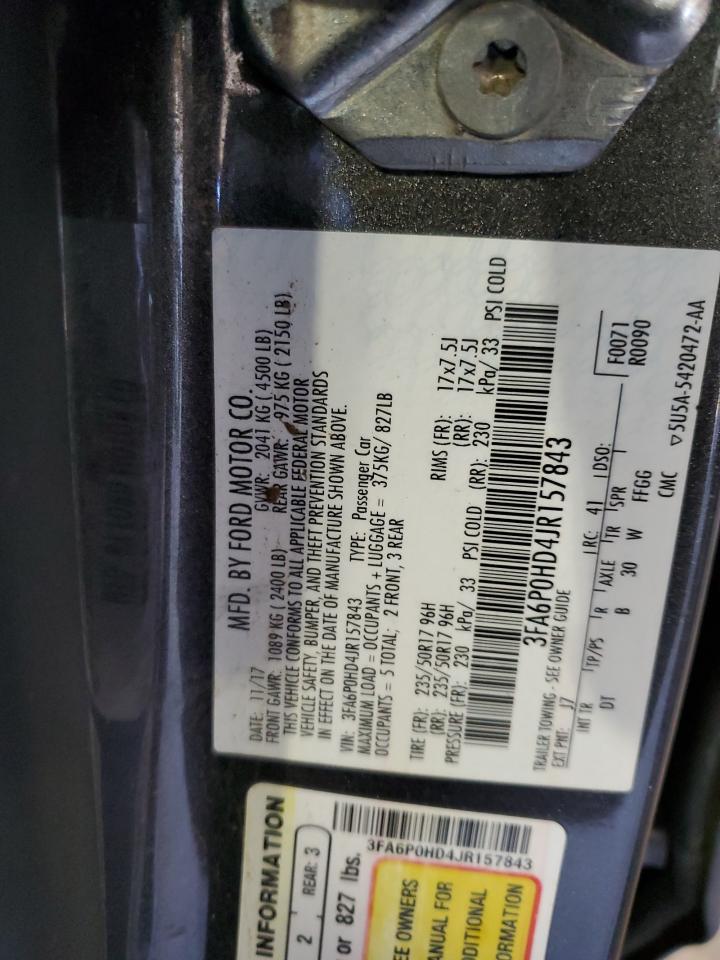 MFD. BY FORD MOTOR CO.
DATE: 11/17 GVWR: 2041 KG ( 4500 LB)
FRONT GAWR: 1089 KG ( 2400 LB) REAR GAWR: 975 KG ( 2150 LB)
THIS VEHICLE CONFORMS TO ALL APPLICABLE FEDERAL MOTOR
VEHICLE SAFETY, BUMPER, AND THEFT PREVENTION STANDARDS
IN EFFECT ON THE DATE OF MANUFACTURE SHOWN ABOVE.
VIN: 3FA6P0HD4JR157843 TYPE: Passenger Car
MAXIMUM LOAD = OCCUPANTS + LUGGAGE = 375KG/ 827LB
OCCUPANTS = 5 TOTAL; 2 FRONT, 3 REAR
TIRE (FR): 235/50R17 96H RIMS (FR): 17x7.5J
(RR): 235/50R17 96H (RR): 17x7.5J
PRESSURE (FR): 230 kPa/ 33 PSI COLD (RR): 230 kPa/ 33 PSI COLD
3FA6P0HD4JR157843
TRAILER TOWING - SEE OWNER GUIDE
EXT PNT: J7 RC: 41 DSO: F0071
INT TR TP/PS R AXLE TR SPR R0090
DT B 30 W FFGG
CMC ▽5U5A-5420472-AA
INFORMATION
2 REAR: 3
or 827 lbs.
3FA6P0HD4JR157843
EE OWNERS
ANUAL FOR
DDITIONAL
ORMATION